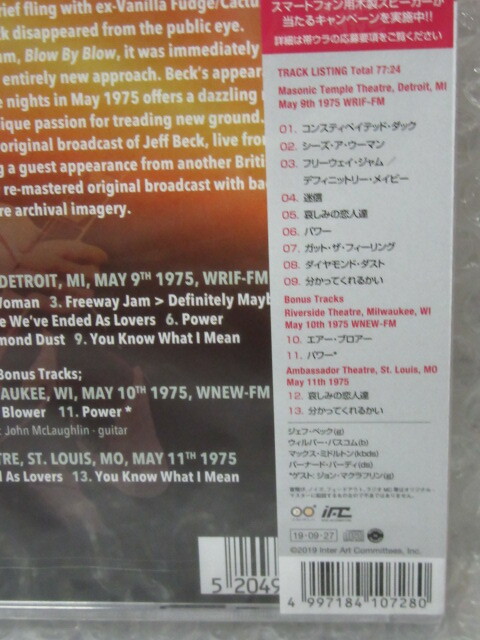 rief fling with ex-Vanilla Fudge/Cactu
ck disappeared from the public eye.
um, Blow By Blow, it was immediately
entirely new approach. Beck's appear
e nights in May 1975 offers a dazzling
ique passion for treading new ground.
original broadcast of Jeff Beck, live from
g a guest appearance from another Briti
re-mastered original broadcast with ba
re archival imagery.
DETROIT, MI, MAY 9TH 1975, WRIF-FM
Woman 3. Freeway Jam > Definitely Mayb
e We've Ended As Lovers 6. Power
mond Dust 9. You Know What I Mean
Bonus Tracks;
AUKEE, WI, MAY 10TH 1975, WNEW-FM
Blower 11. Power *
: John McLaughlin - guitar
TRE, ST. LOUIS, MO, MAY 11TH 1975
d As Lovers 13. You Know What I Mean
5 2049
スマートフォン用木製スピーカーが
当たるキャンペーンを実施中!!
詳細は帯ウラの応募要項をご覧ください
TRACK LISTING Total 77:24
Masonic Temple Theatre, Detroit, MI
May 9th 1975 WRIF-FM
01. コンスティペイテッド・ダック
02. シーズ・ア・ウーマン
03. フリーウェイ・ジャム／
デフィニットリー・メイビー
04. 迷信
05. 哀しみの恋人達
06. パワー
07. ガット・ザ・フィーリング
08. ダイヤモンド・ダスト
09. 分かってくれるかい
Bonus Tracks
Riverside Theatre, Milwaukee, WI
May 10th 1975 WNEW-FM
10. エアー・ブロアー
11. パワー*
Ambassador Theatre, St. Louis, MO
May 11th 1975
12. 哀しみの恋人達
13. 分かってくれるかい
ジェフ・ベック(g)
ウィルバー・バスコム(b)
マックス・ミドルトン(kbds)
バーナード・パーディ(ds)
*ゲスト: ジョン・マクラフリン(g)
IAC
19-09-27
©2019 Inter Art Committees, Inc.
4 997184 107280